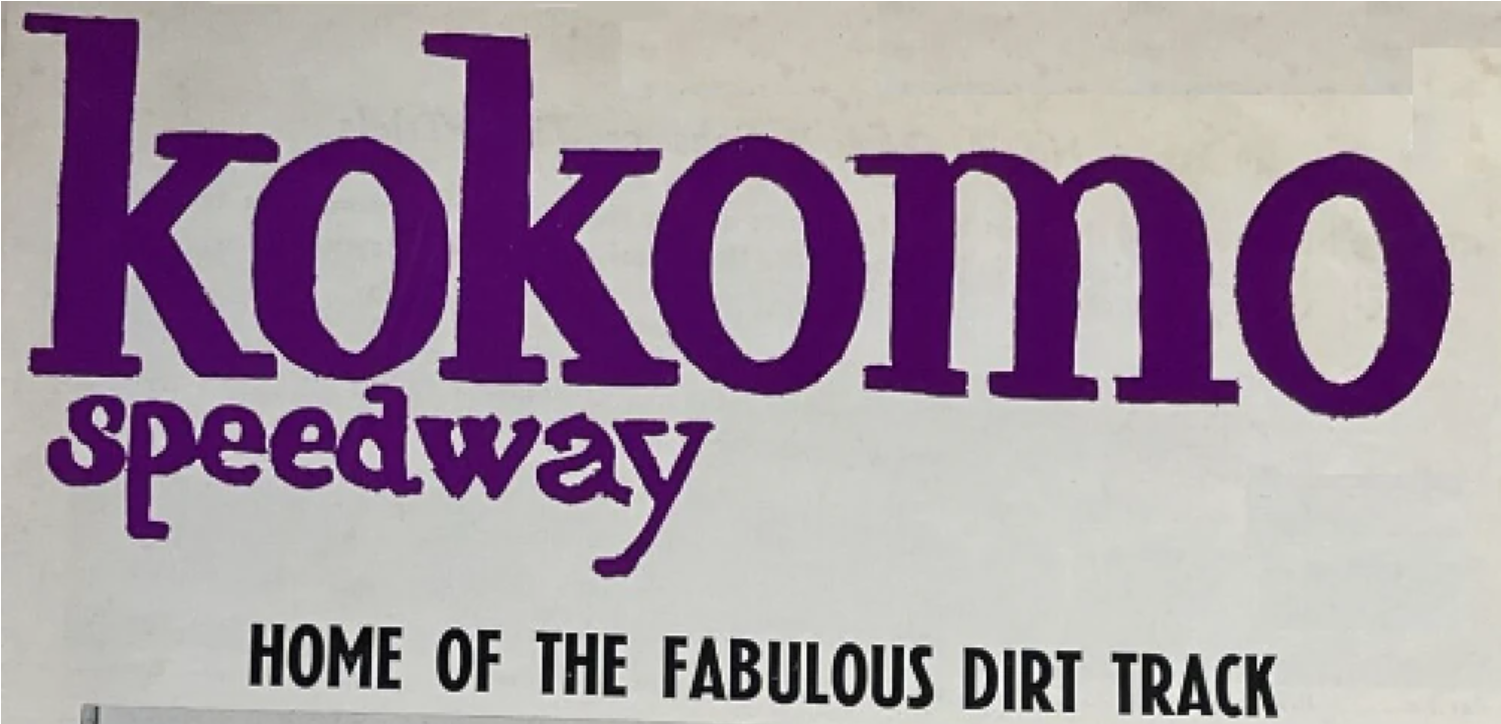 kokomo
speedway
HOME OF THE FABULOUS DIRT TRACK